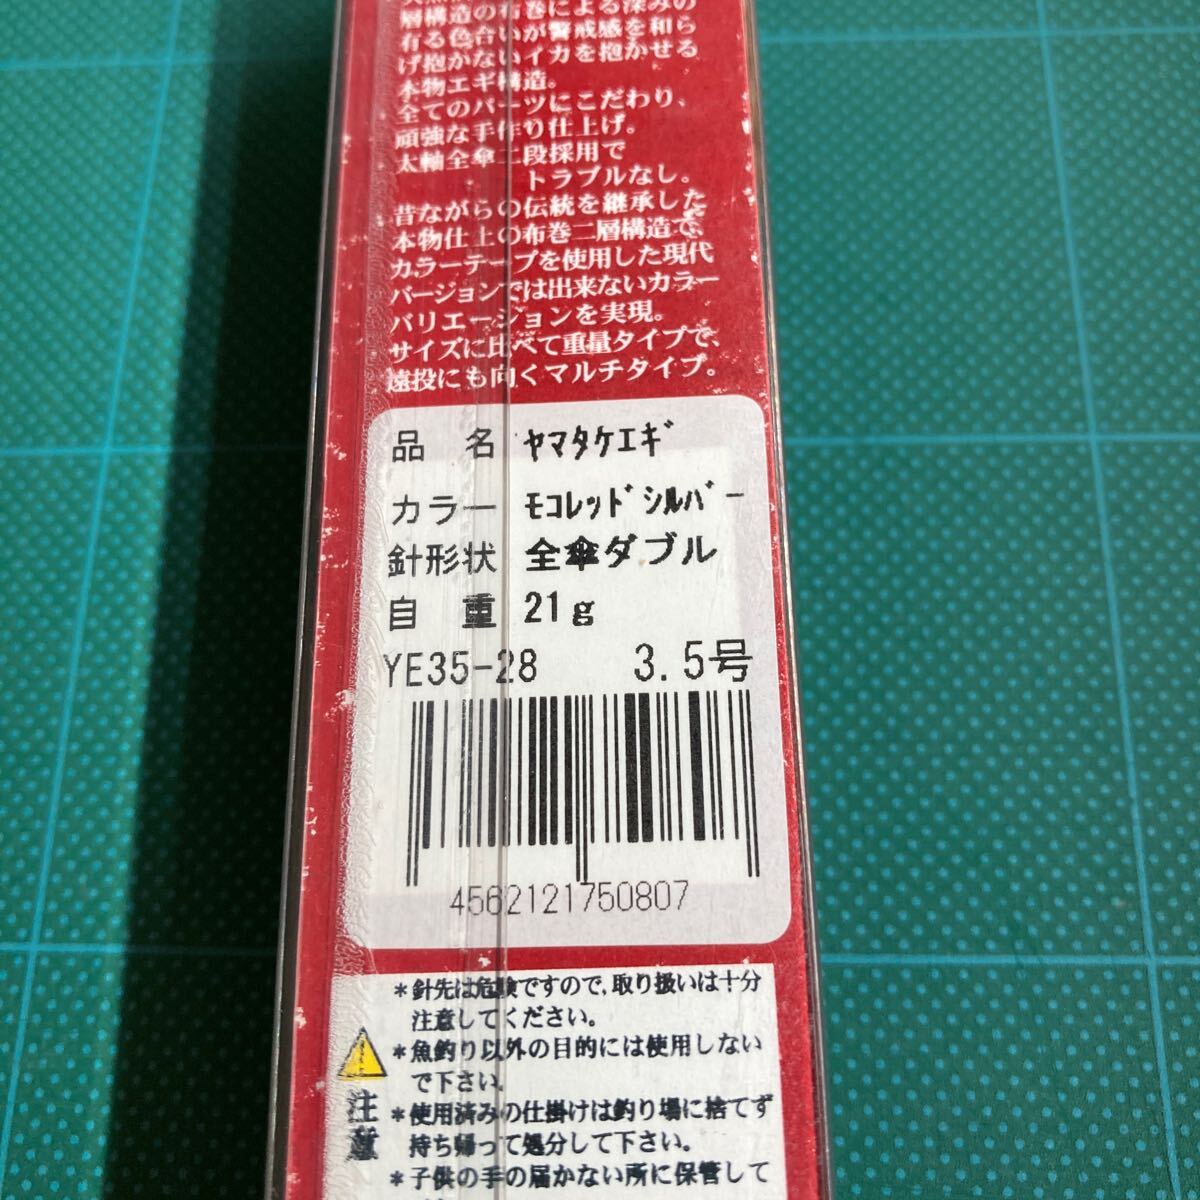 層構造の布巻による深みの
有る色合いが警戒感を和ら
げ抱かないイカを抱かせる
本物エギ構造。
全てのパーツにこだわり、
頑強な手作り仕上げ。
太軸全傘二段採用で
トラブルなし。
昔ながらの伝統を継承した
本物仕上の布巻二層構造で、
カラーテープを使用した現代
バージョンでは出来ないカラー
バリエーションを実現。
サイズに比べて重量タイプで、
遠投にも向くマルチタイプ。
品 名 ﾔﾏﾀｹｴｷﾞ
カラー ﾓｺﾚｯﾄﾞｼﾙﾊﾞｰ
針形状 全傘ダブル
自 重 21g
YE35-28 3.5号
4562121750807
*針先は危険ですので、取り扱いは十分
注意してください。
*魚釣り以外の目的には使用しない
で下さい。
*使用済みの仕掛けは釣り場に捨てず
持ち帰って処分して下さい。
*子供の手の届かない所に保管して
注意